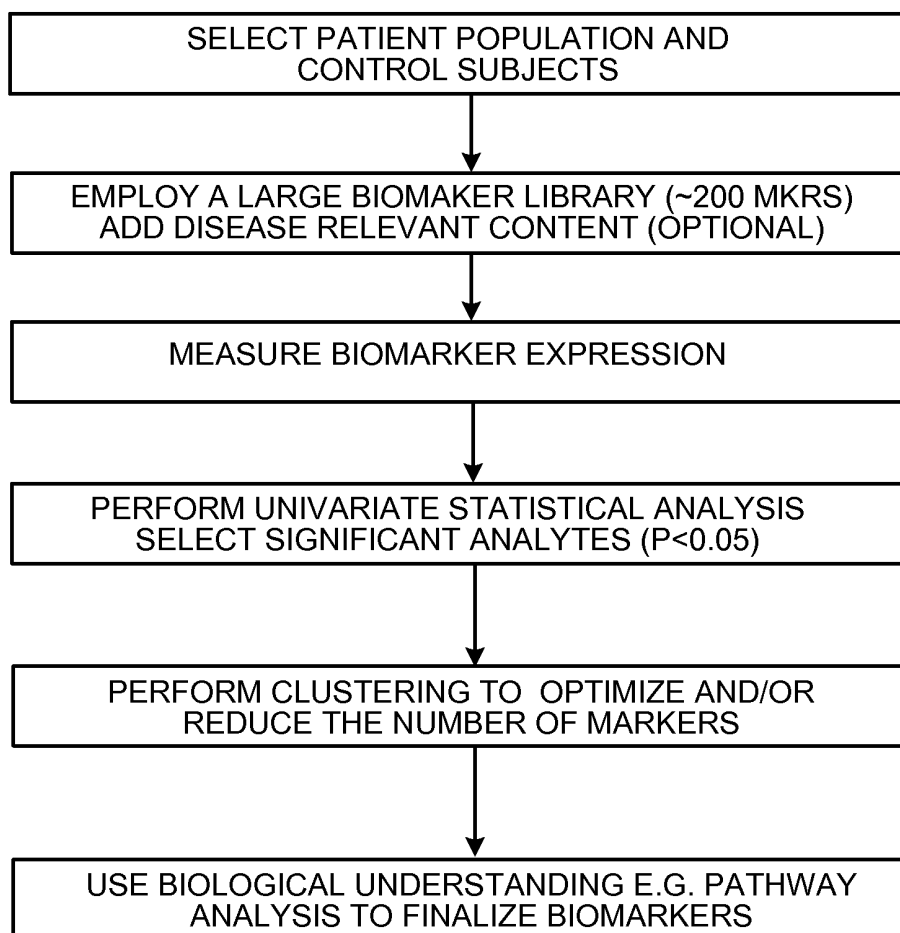 SELECT PATIENT POPULATION AND
CONTROL SUBJECTS
EMPLOY A LARGE BIOMAKER LIBRARY (~200 MKRS)
ADD DISEASE RELEVANT CONTENT (OPTIONAL)
MEASURE BIOMARKER EXPRESSION
PERFORM UNIVARIATE STATISTICAL ANALYSIS
SELECT SIGNIFICANT ANALYTES (P<0.05)
PERFORM CLUSTERING TO OPTIMIZE AND/OR
REDUCE THE NUMBER OF MARKERS
USE BIOLOGICAL UNDERSTANDING E.G. PATHWAY
ANALYSIS TO FINALIZE BIOMARKERS